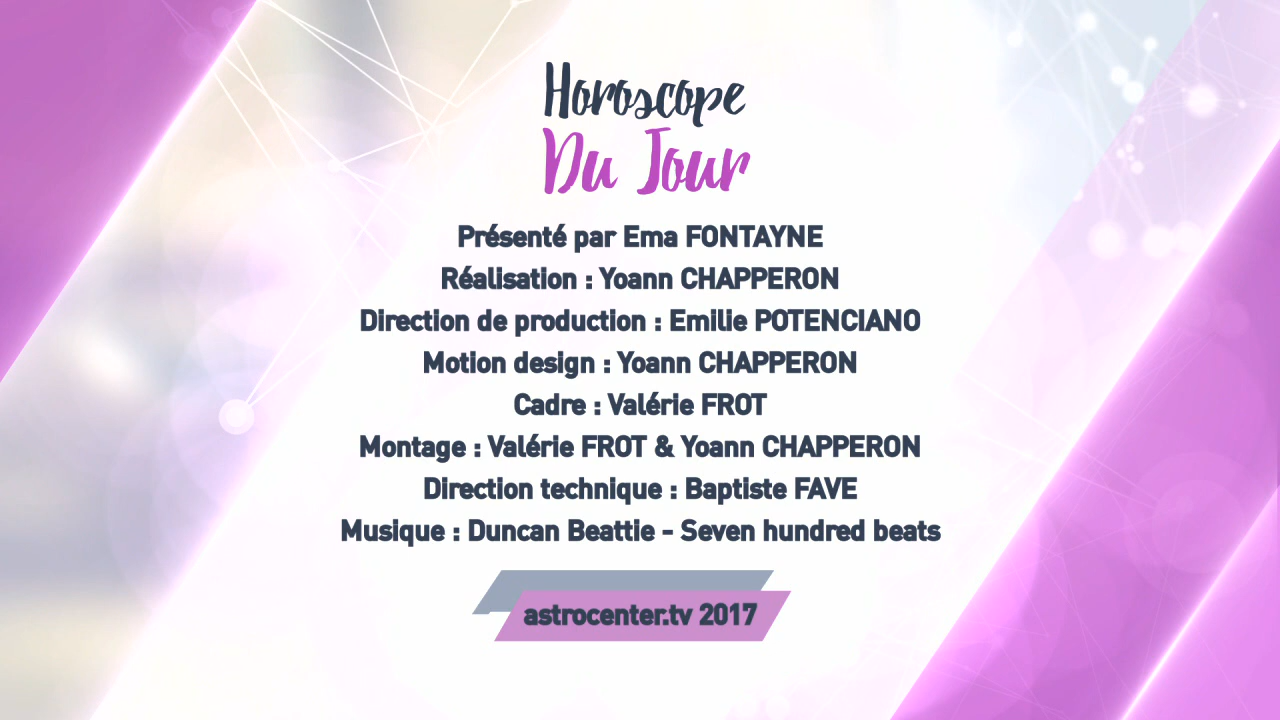 Horoscope
Du Jour
Présenté par Ema FONTAYNE
Réalisation : Yoann CHAPPERON
Direction de production : Emilie POTENCIANO
Motion design : Yoann CHAPPERON
Cadre : Valérie FROT
Montage : Valérie FROT & Yoann CHAPPERON
Direction technique : Baptiste FAVE
Musique : Duncan Beattie - Seven hundred beats
astrocenter.tv 2017